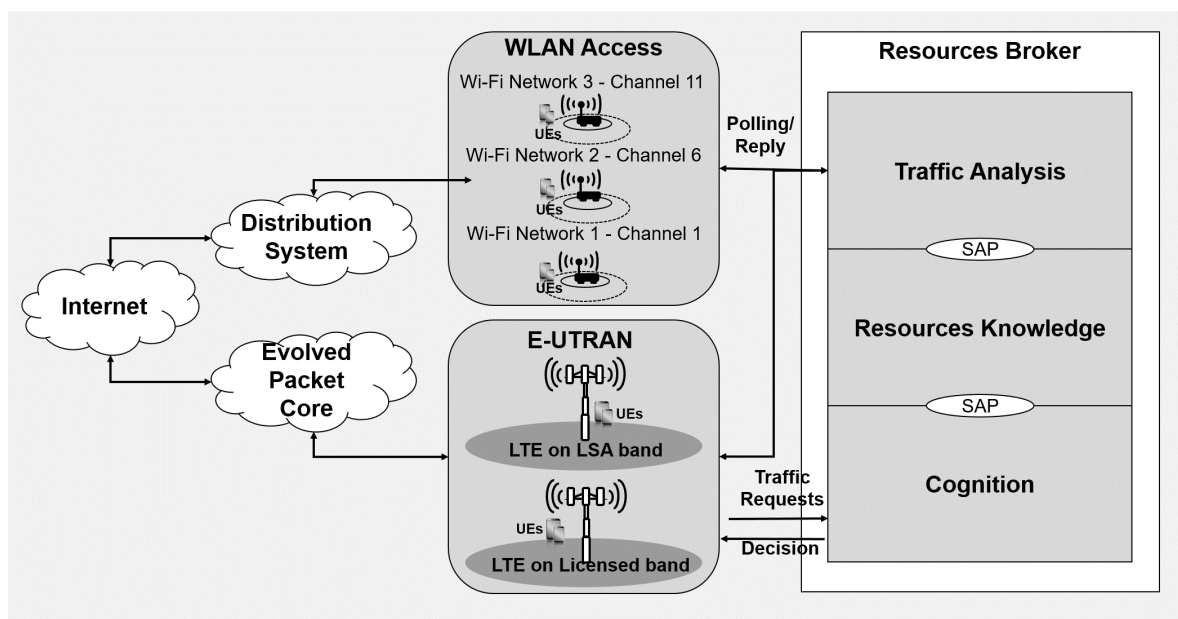 WLAN Access
Wi-Fi Network 3 - Channel 11
UEs
Wi-Fi Network 2 - Channel 6
UEs
Wi-Fi Network 1 - Channel 1
UEs
Distribution
System
Internet
Evolved
Packet
Core
E-UTRAN
UEs
LTE on LSA band
UEs
LTE on Licensed band
Polling/
Reply
Traffic
Requests
Decision
Resources Broker
Traffic Analysis
SAP
Resources Knowledge
SAP
Cognition